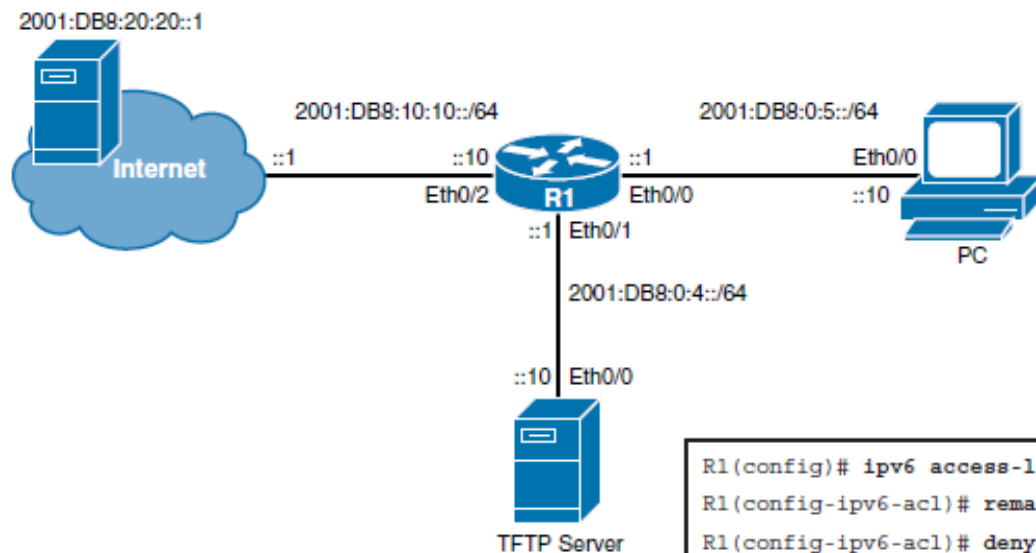 2001:DB8:20:20::1
2001:DB8:10:10::/64
2001:DB8:0:5::/64
Internet
::1
::10
::1
Eth0/0
Eth0/2
R1
Eth0/0
::10
::1
Eth0/1
PC
2001:DB8:0:4::/64
::10
Eth0/0
TFTP Server
R1(config)# ipv6 access-l
R1(config-ipv6-acl)# rema
R1(config-ipv6-acl)# deny